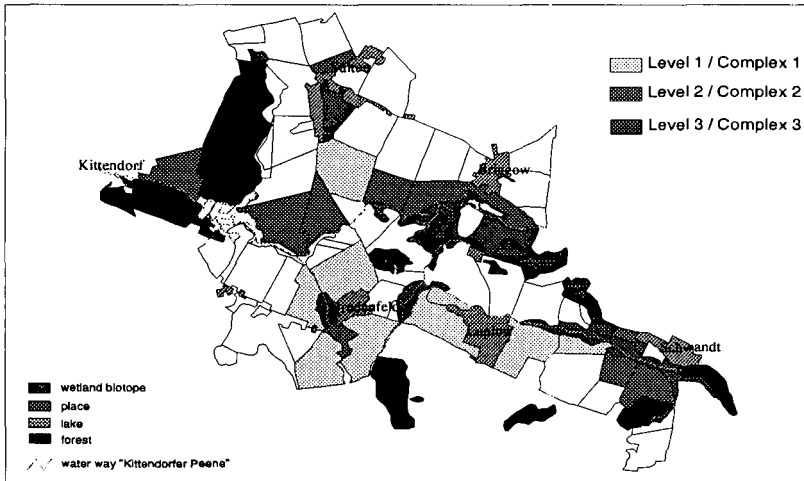 Level 1 / Complex 1
Level 2 / Complex 2
Level 3 / Complex 3
Kittendorf
Schwandt
wetland biotope
place
lake
forest
water way "Kittendorfer Peene"